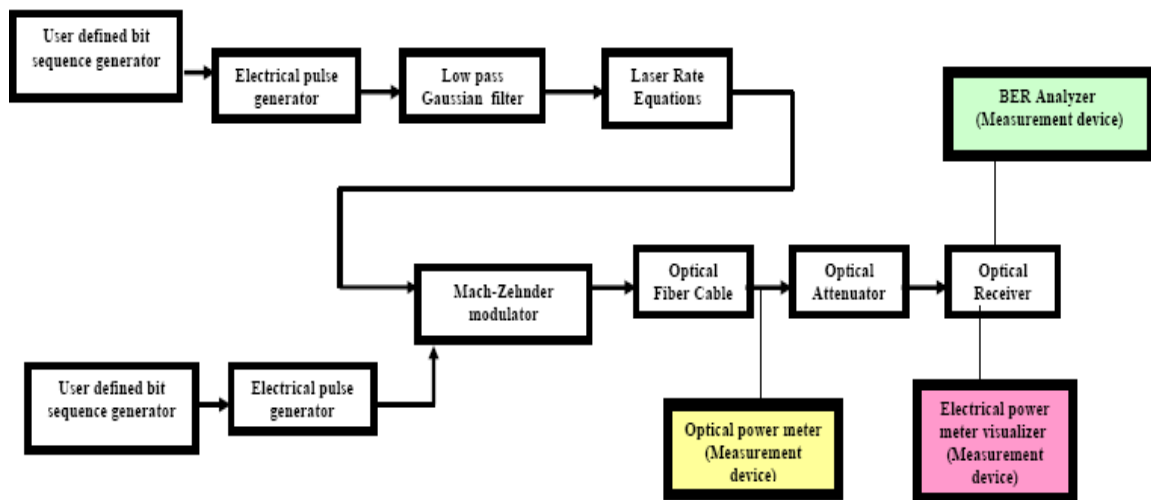 User defined bit
sequence generator
Electrical pulse
generator
Low pass
Gaussian filter
Laser Rate
Equations
BER Analyzer
(Measurement device)
Mach-Zehnder
modulator
Optical
Fiber Cable
Optical
Attenuator
Optical
Receiver
User defined bit
sequence generator
Electrical pulse
generator
Optical power meter
(Measurement
device)
Electrical power
meter visualizer
(Measurement
device)